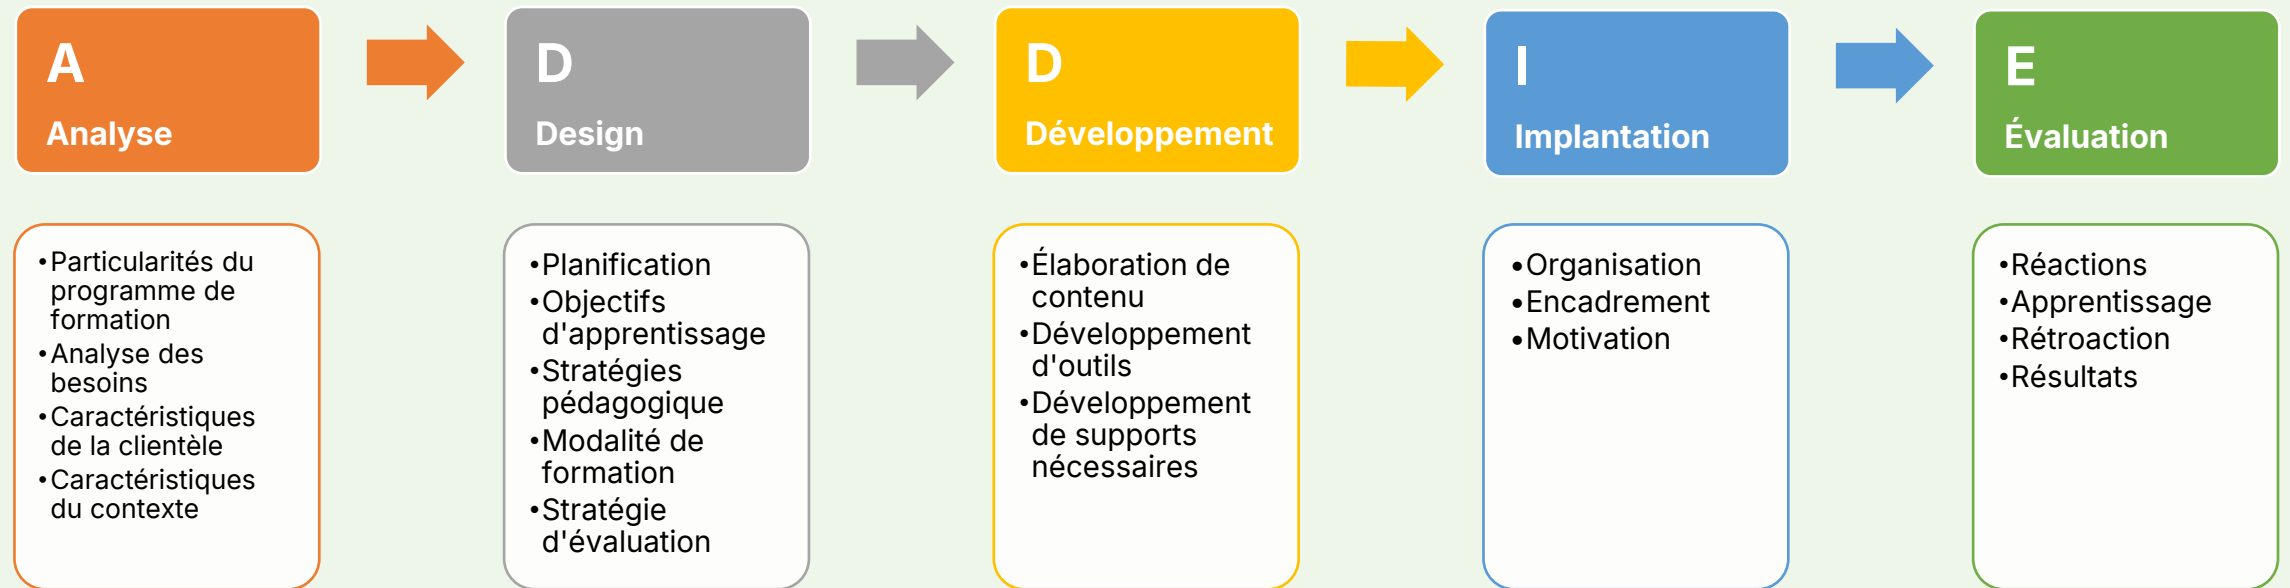 A
Analyse
D
Design
D
Développement
I
Implantation
E
Évaluation
•Particularités du
programme de
formation
•Analyse des
besoins
•Caractéristiques
de la clientèle
•Caractéristiques
du contexte
•Planification
•Objectifs
d'apprentissage
•Stratégies
pédagogique
•Modalité de
formation
•Stratégie
d'évaluation
•Élaboration de
contenu
•Développement
d'outils
•Développement
de supports
nécessaires
•Organisation
•Encadrement
•Motivation
•Réactions
•Apprentissage
•Rétroaction
•Résultats